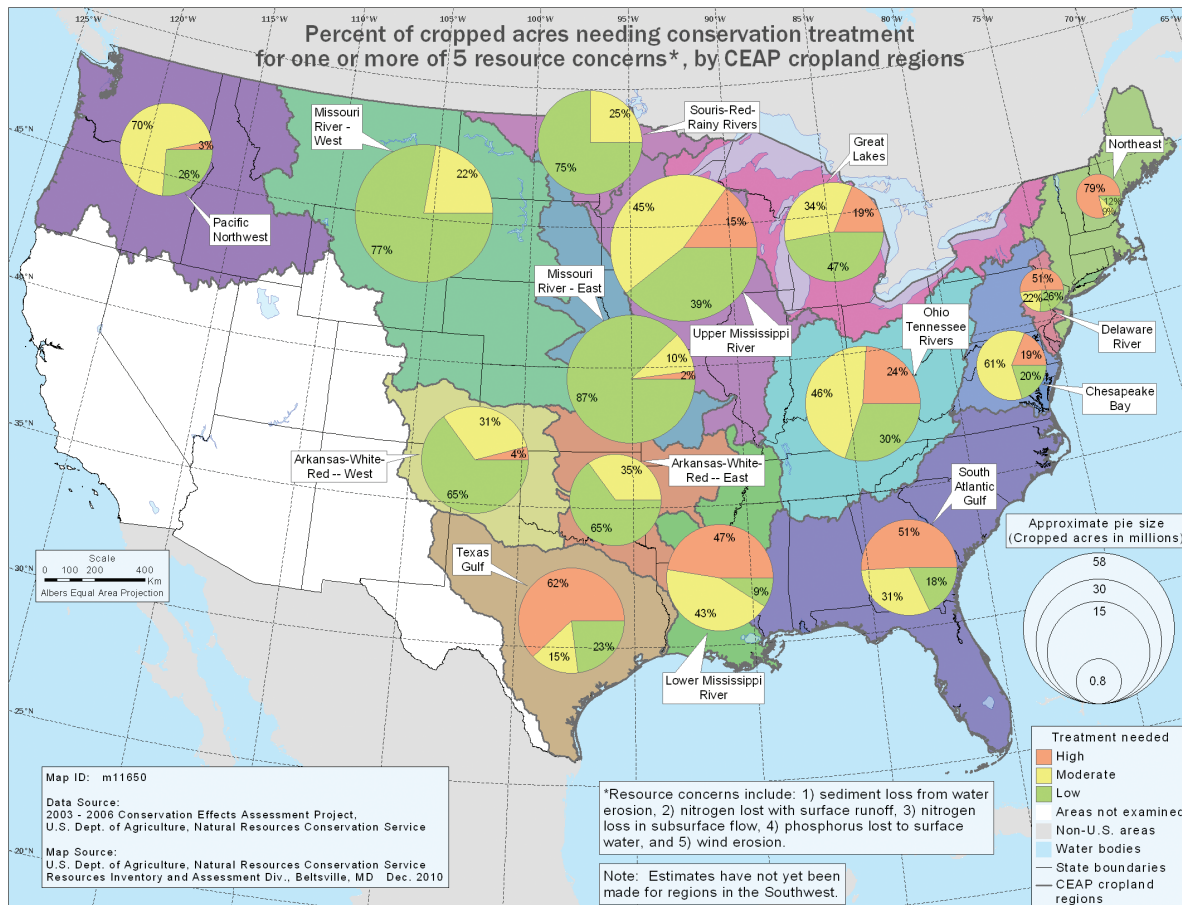 125°W
120°W
115°W
110°W
105°W
100°W
95°W
90°W
85°W
80°W
75°W
70°W
65°W
Percent of cropped acres needing conservation treatment
for one or more of 5 resource concerns*, by CEAP cropland regions
45°N
40°N
35°N
30°N
25°N
20°N
70%
3%
26%
Pacific
Northwest
Missouri
River -
West
22%
77%
25%
75%
Souris-Red-
Rainy Rivers
Great
Lakes
34%
19%
47%
Northeast
79%
12%
9%
45%
15%
39%
Upper Mississippi
River
Missouri
River - East
10%
2%
87%
Ohio
Tennessee
Rivers
24%
46%
30%
51%
22%
26%
Delaware
River
61%
19%
20%
Chesapeake
Bay
Arkansas-White-
Red -- West
31%
4%
65%
Arkansas-White-
Red -- East
35%
65%
South
Atlantic
Gulf
51%
31%
18%
Texas
Gulf
62%
15%
23%
47%
9%
43%
Lower Mississippi
River
Scale
0 200 400
Km
Albers Equal Area Projection
Approximate pie size
(Cropped acres in millions)
58
30
15
0.8
Treatment needed
High
Moderate
Low
Areas not examined
Non-U.S. areas
Water bodies
State boundaries
CEAP cropland
regions
Map ID: m11650
Data Source:
2003 - 2006 Conservation Effects Assessment Project,
U.S. Dept. of Agriculture, Natural Resources Conservation Service
Map Source:
U.S. Dept. of Agriculture, Natural Resources Conservation Service
Resources Inventory and Assessment Div., Beltsville, MD Dec. 2010
*Resource concerns include: 1) sediment loss from water
erosion, 2) nitrogen lost with surface runoff, 3) nitrogen
loss in subsurface flow, 4) phosphorus lost to surface
water, and 5) wind erosion.
Note: Estimates have not yet been
made for regions in the Southwest.
115°W
110°W
105°W
100°W
95°W
90°W
85°W
80°W
75°W